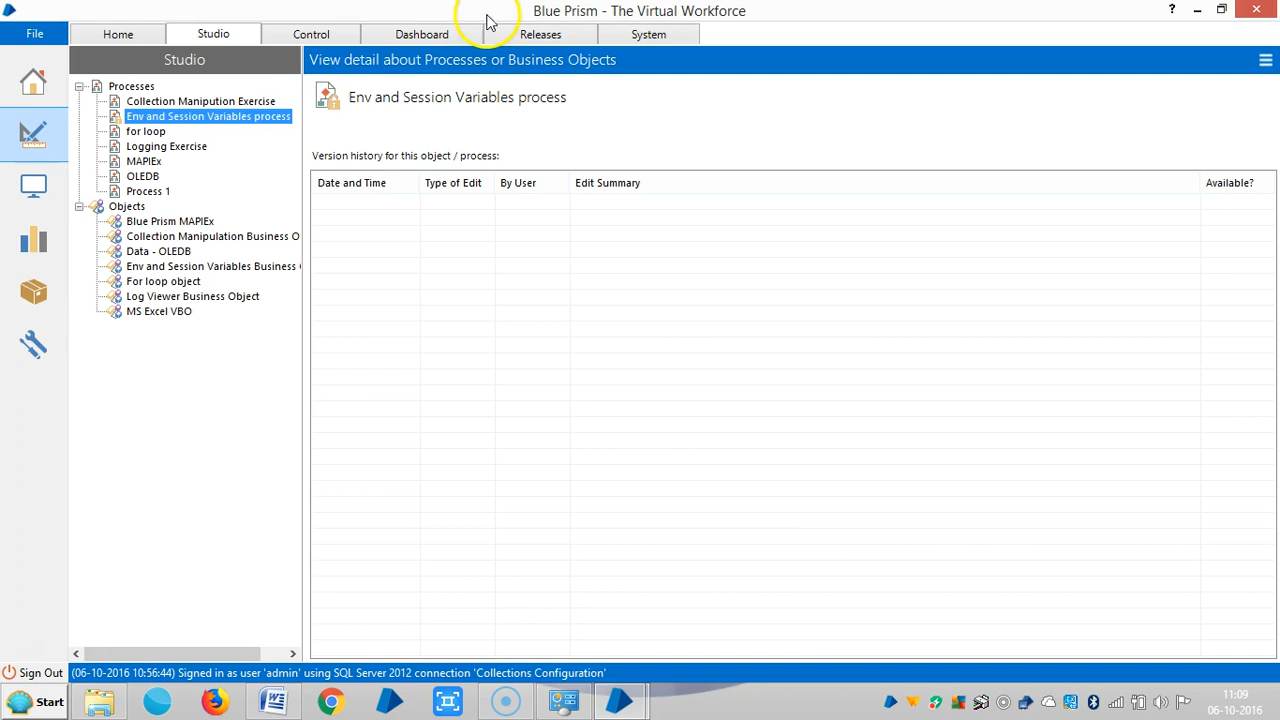 Blue Prism - The Virtual Workforce
?
File
Home
Studio
Control
Dashboard
Releases
System
Studio
View detail about Processes or Business Objects
Processes
Collection Manipution Exercise
Env and Session Variables process
for loop
Logging Exercise
MAPIEx
OLEDB
Process 1
Objects
Blue Prism MAPIEx
Collection Manipulation Business O
Data - OLEDB
Env and Session Variables Business
For loop object
Log Viewer Business Object
MS Excel VBO
Env and Session Variables process
Version history for this object / process:
Date and Time
Type of Edit
By User
Edit Summary
Available?
Sign Out
(06-10-2016 10:56:44) Signed in as user 'admin' using SQL Server 2012 connection 'Collections Configuration'
Start
11:09
06-10-2016